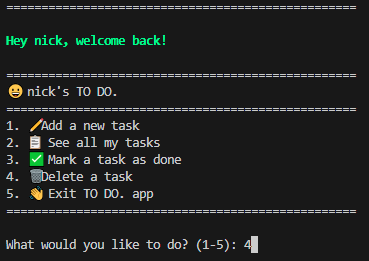 ==================================================
Hey nick, welcome back!
==================================================
😀 nick's TO DO.
==================================================
1. 🖍️Add a new task
2. 📋 See all my tasks
3. ✅ Mark a task as done
4. 🗑️Delete a task
5. 👋 Exit TO DO. app
==================================================
What would you like to do? (1-5): 4